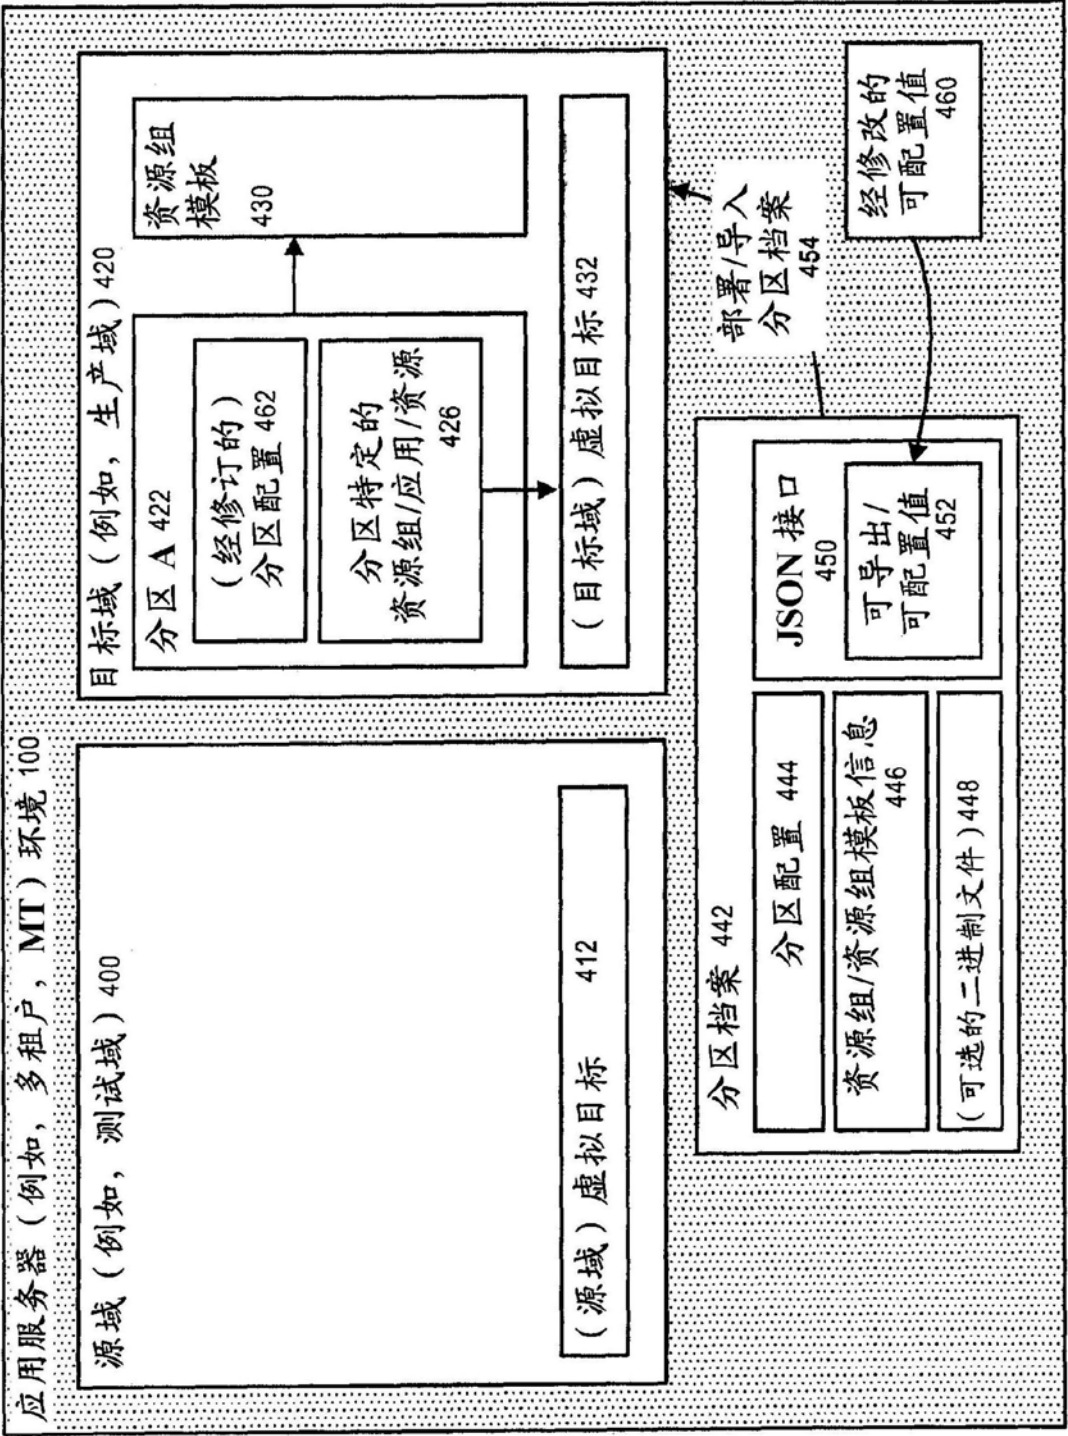 应用服务器（例如，多租户，MT）环境 100
源域（例如，测试域）400
（源域）虚拟目标 412
目标域（例如，生产域）420
分区 A 422
（经修订的）
分区配置 462
分区特定的
资源组/应用/资源
426
资源组
模板
430
（目标域）虚拟目标 432
分区档案 442
分区配置 444
资源组/资源组模板信息
446
（可选的二进制文件）448
JSON 接口
450
可导出/
可配置值
452
部署/导入
分区档案
454
经修改的
可配置值
460